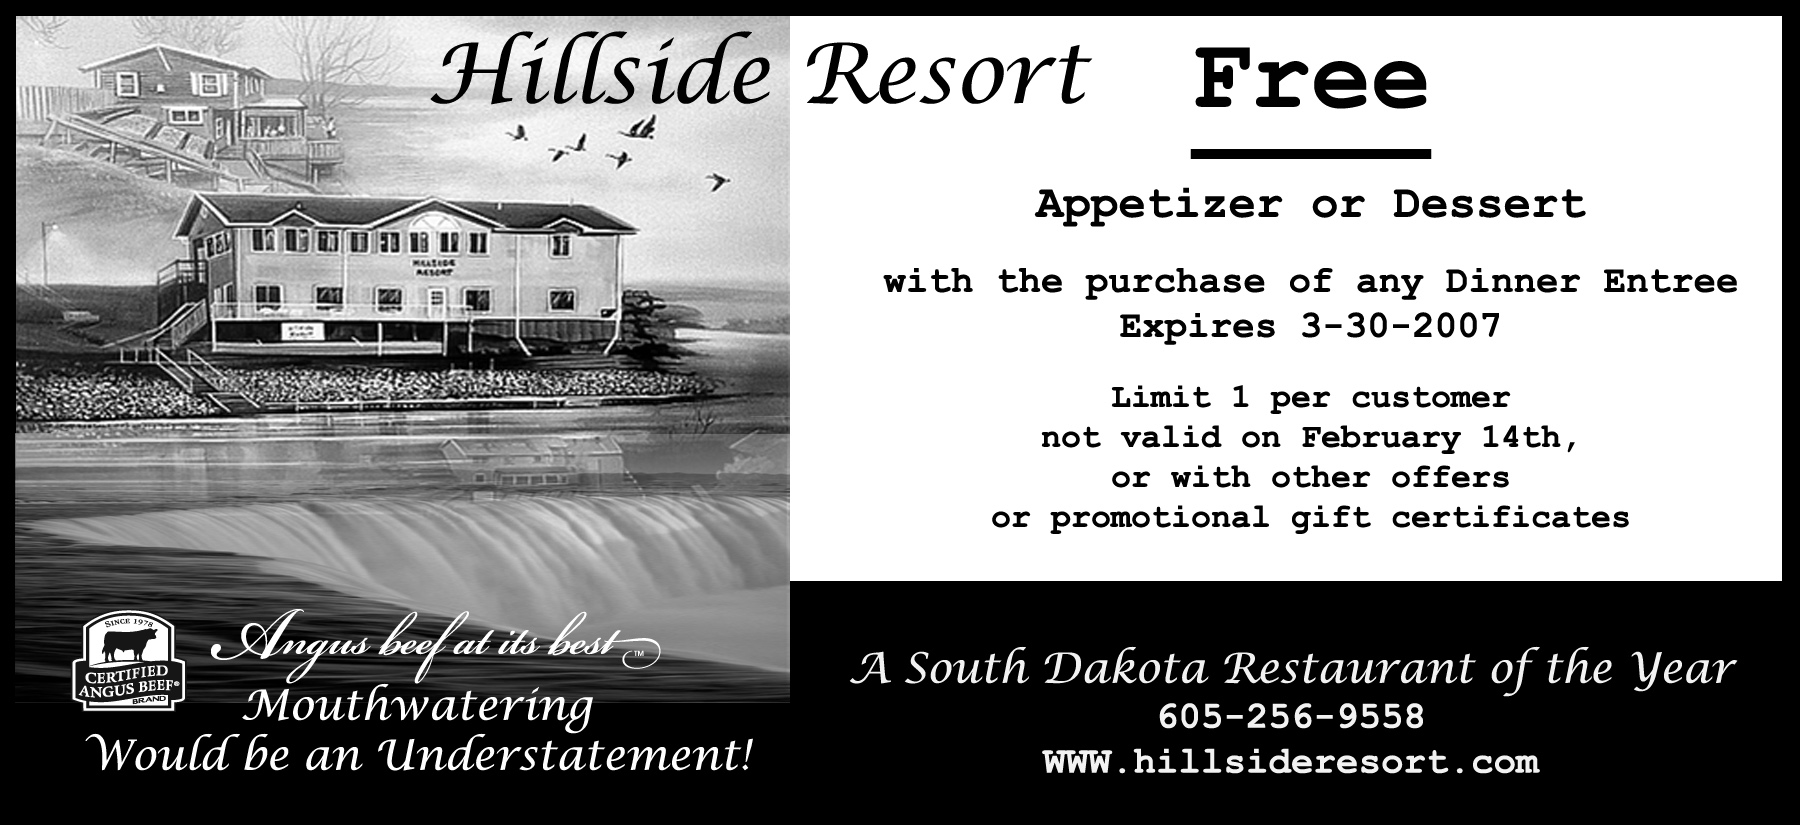 Hillside Resort
Free
Appetizer or Dessert
with the purchase of any Dinner Entree
Expires 3-30-2007
Limit 1 per customer
not valid on February 14th,
or with other offers
or promotional gift certificates
HILLSIDE
RESORT
SINCE 1978
CERTIFIED
ANGUS BEEF®
BRAND
Angus beef at its best™
Mouthwatering
Would be an Understatement!
A South Dakota Restaurant of the Year
605-256-9558
WWW.hillsideresort.com